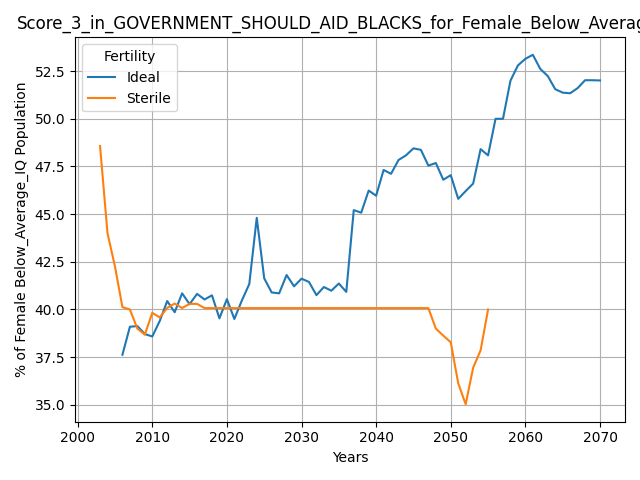 Score_3_in_GOVERNMENT_SHOULD_AID_BLACKS_for_Female_Below_Averag
Fertility
Ideal
Sterile
% of Female Below_Average_IQ Population
52.5
50.0
47.5
45.0
42.5
40.0
37.5
35.0
2000 2010 2020 2030 2040 2050 2060 2070
Years